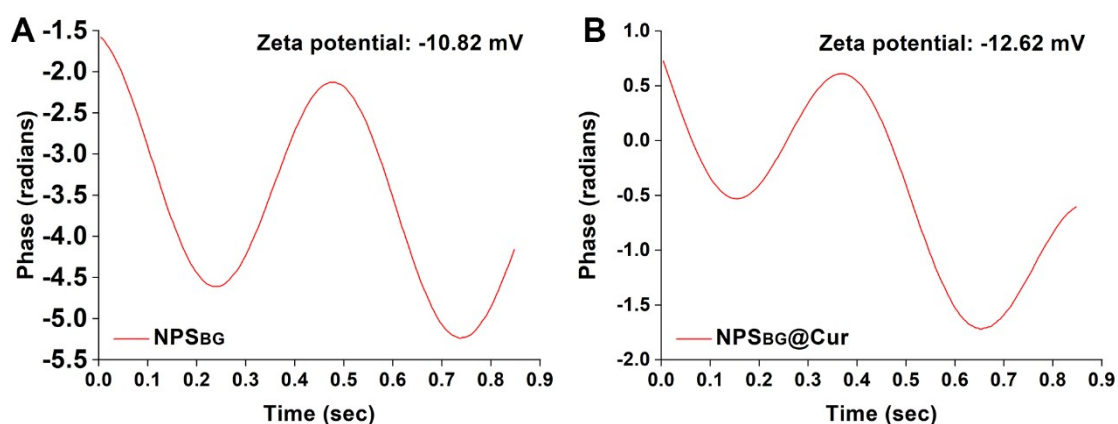 A
Zeta potential: -10.82 mV
Phase (radians)
-1.5
-2.0
-2.5
-3.0
-3.5
-4.0
-4.5
-5.0
-5.5
NPSBG
0.0 0.1 0.2 0.3 0.4 0.5 0.6 0.7 0.8 0.9
Time (sec)
B
Zeta potential: -12.62 mV
Phase (radians)
1.0
0.5
0.0
-0.5
-1.0
-1.5
-2.0
NPSBG@Cur
0.0 0.1 0.2 0.3 0.4 0.5 0.6 0.7 0.8 0.9
Time (sec)